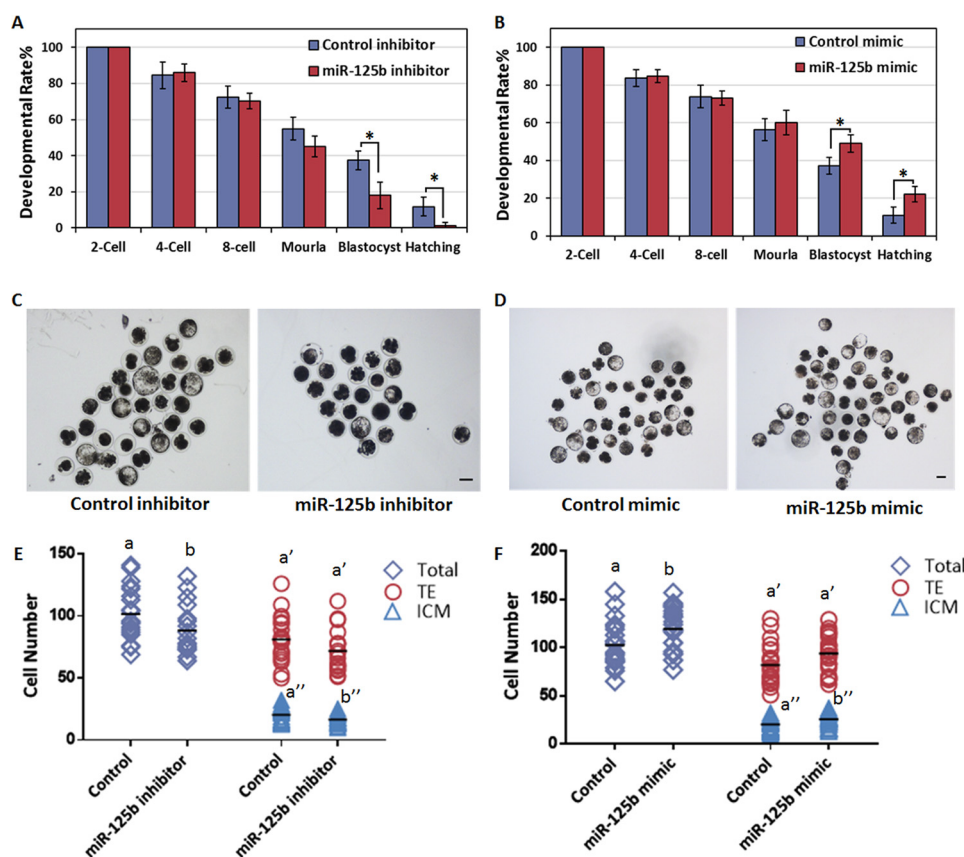 A
Developmental Rate%
100
80
60
40
20
0
Control inhibitor
miR-125b inhibitor
*
*
2-Cell 4-Cell 8-cell Mourla Blastocyst Hatching
B
Developmental Rate%
100
80
60
40
20
0
Control mimic
miR-125b mimic
*
*
2-Cell 4-Cell 8-cell Mourla Blastocyst Hatching
C
Control inhibitor
miR-125b inhibitor
D
Control mimic
miR-125b mimic
E
Cell Number
150
100
50
0
a
b
a′
a′
a′′
b′′
Total
TE
ICM
Control
miR-125b inhibitor
Control
miR-125b inhibitor
F
Cell Number
200
150
100
50
0
a
b
a′
a′
a′′
b′′
Total
TE
ICM
Control
miR-125b mimic
Control
miR-125b mimic